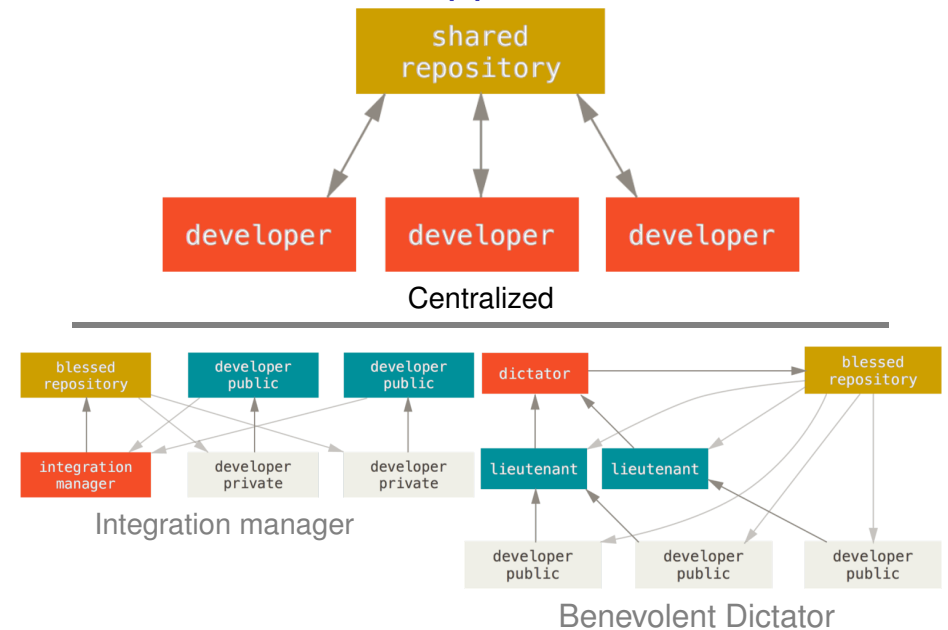 shared
repository
developer
developer
developer
Centralized
blessed
repository
developer
public
developer
public
integration
manager
developer
private
developer
private
Integration manager
dictator
blessed
repository
lieutenant
lieutenant
developer
public
developer
public
developer
public
Benevolent Dictator